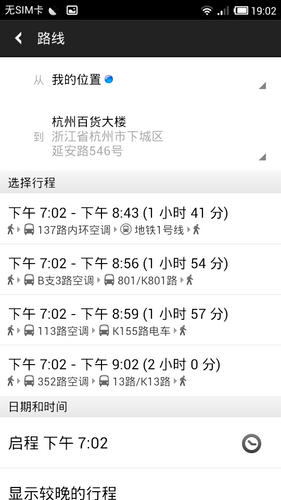 无SIM卡 19:02
路线
从 我的位置
杭州百货大楼
到 浙江省杭州市下城区
延安路546号
选择行程
下午 7:02 - 下午 8:43 (1 小时 41 分)
137路内环空调 地铁1号线
下午 7:02 - 下午 8:56 (1 小时 54 分)
B支3路空调 801/K801路
下午 7:02 - 下午 8:59 (1 小时 57 分)
113路空调 K155路电车
下午 7:02 - 下午 9:02 (2 小时 0 分)
352路空调 13路/K13路
日期和时间
启程 下午 7:02
显示较晚的行程